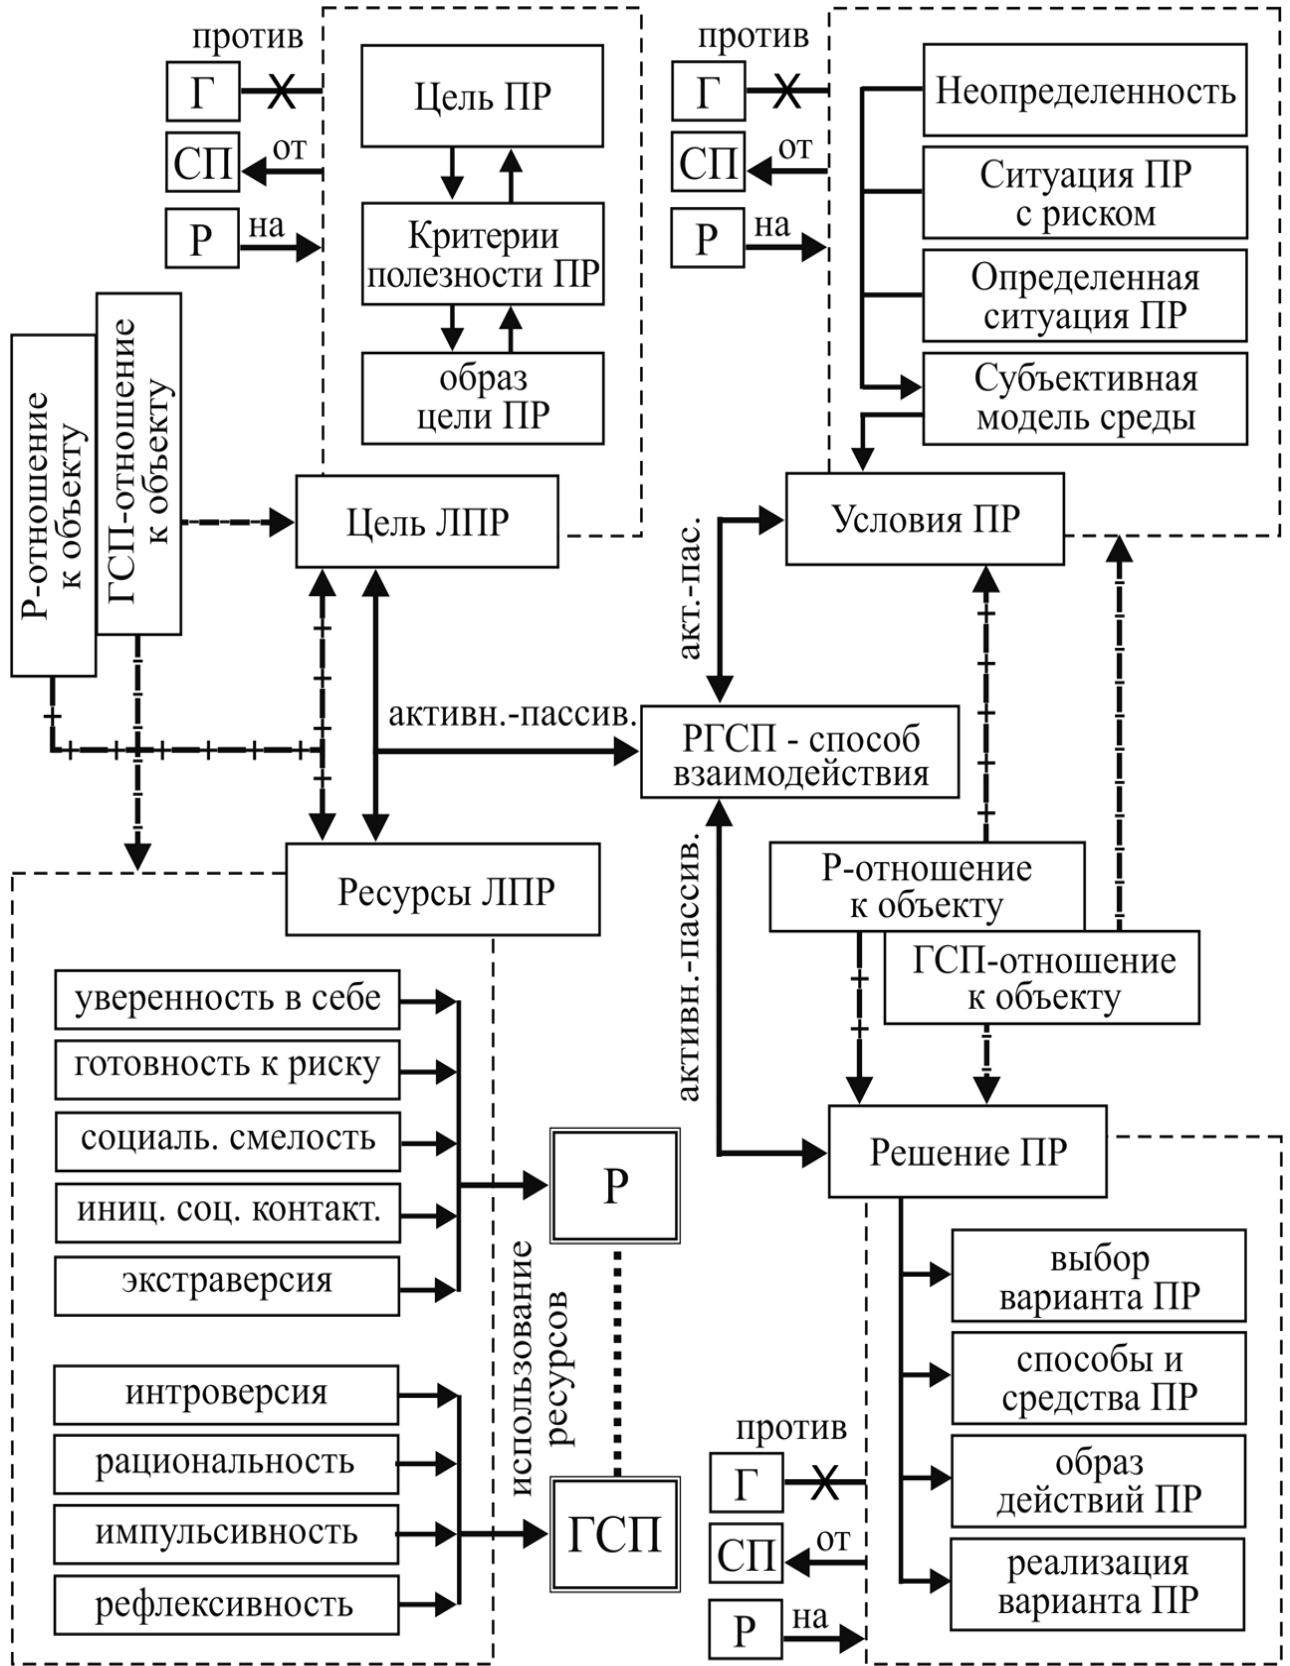 против
Г
СП
от
Р
на
Цель ПР
Критерии
полезности ПР
образ
цели ПР
Цель ЛПР
Р-отношение
к объекту
ГСП-отношение
к объекту
против
Г
СП
от
Р
на
Неопределенность
Ситуация ПР
с риском
Определенная
ситуация ПР
Субъективная
модель среды
Условия ПР
акт.-пас.
активн.-пассив.
РГСП - способ
взаимодействия
активн.-пассив.
Р-отношение
к объекту
ГСП-отношение
к объекту
Ресурсы ЛПР
уверенность в себе
готовность к риску
социаль. смелость
иниц. соц. контакт.
экстраверсия
интроверсия
рациональность
импульсивность
рефлексивность
Р
использование
ресурсов
ГСП
Решение ПР
выбор
варианта ПР
способы и
средства ПР
образ
действий ПР
реализация
варианта ПР
против
Г
СП
от
Р
на